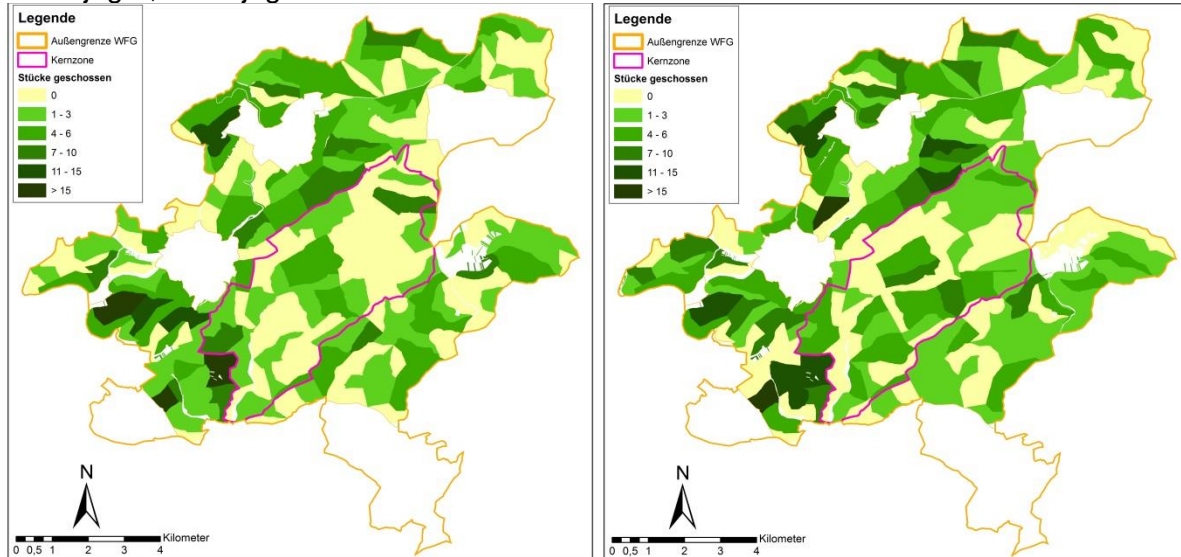 Legende
Außengrenze WFG
Kernzone
Stücke geschossen
0
1 - 3
4 - 6
7 - 10
11 - 15
> 15
N
Kilometer
0 0,5 1 2 3 4
Legende
Außengrenze WFG
Kernzone
Stücke geschossen
0
1 - 3
4 - 6
7 - 10
11 - 15
> 15
N
Kilometer
0 0,5 1 2 3 4